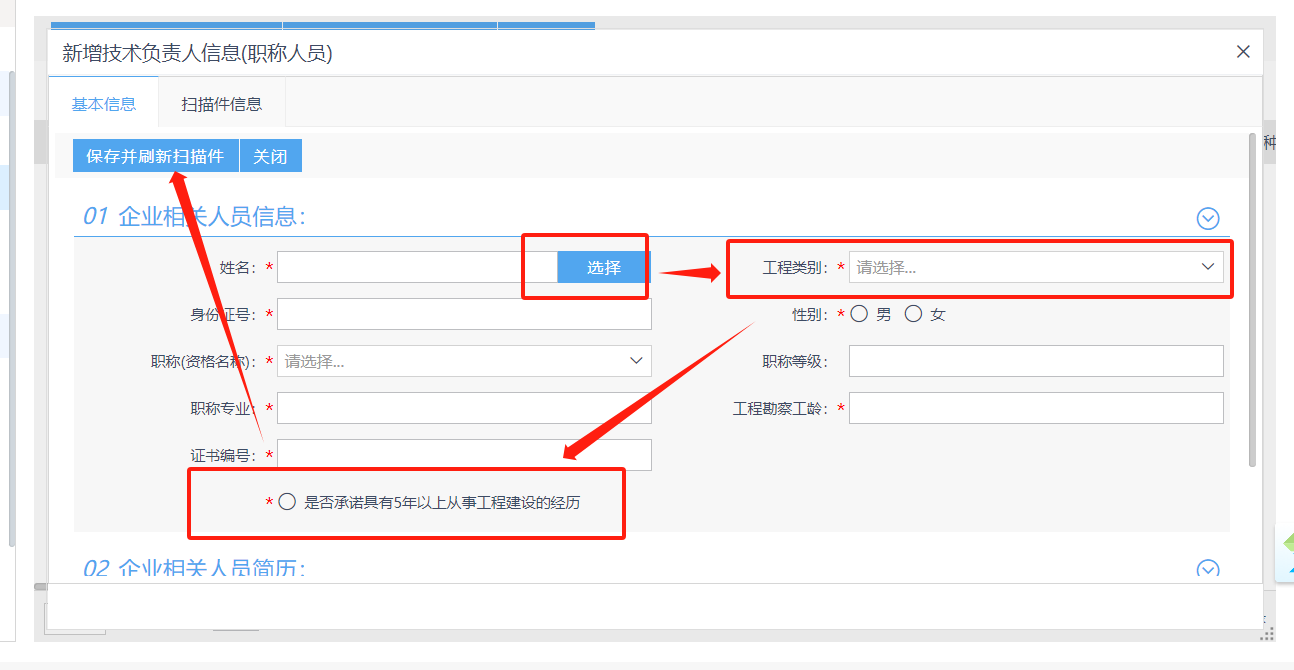 新增技术负责人信息(职称人员)
基本信息 扫描件信息
保存并刷新扫描件 关闭
种
01 企业相关人员信息:
姓名: * 选择 工程类别: * 请选择...
身份证号: * 性别: * 男 女
职称(资格名称): * 请选择... 职称等级:
职称专业: * 工程勘察工龄: *
证书编号: *
* 是否承诺具有5年以上从事工程建设的经历
02 企业相关人员简历: